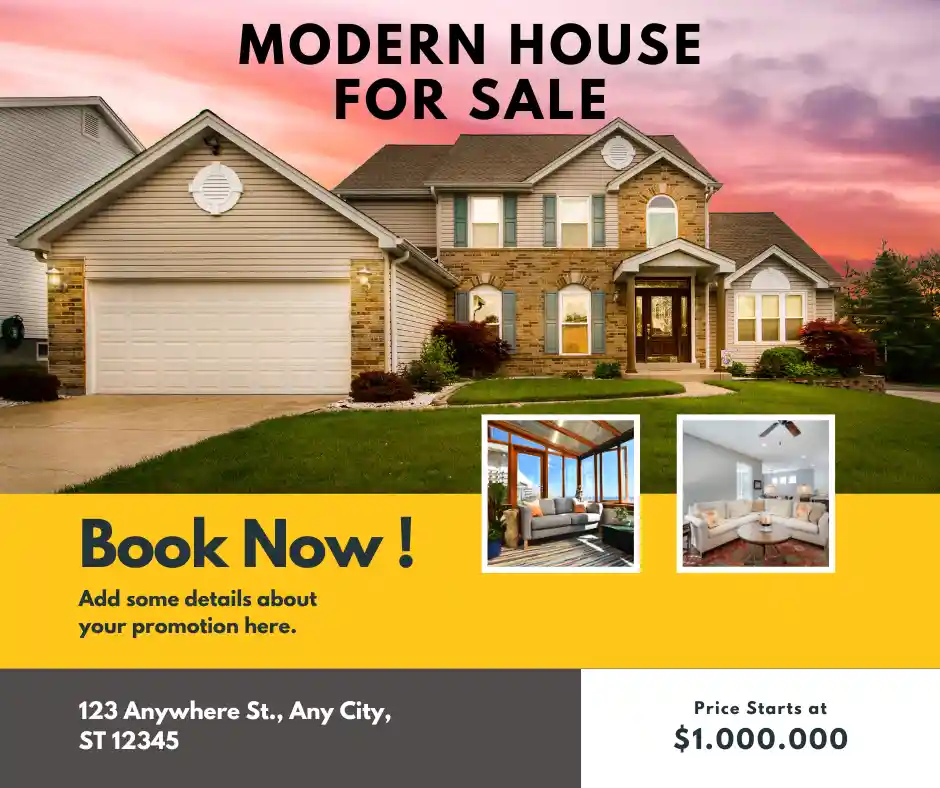 MODERN HOUSE
FOR SALE
Book Now !
Add some details about
your promotion here.
123 Anywhere St., Any City,
ST 12345
Price Starts at
$1.000.000